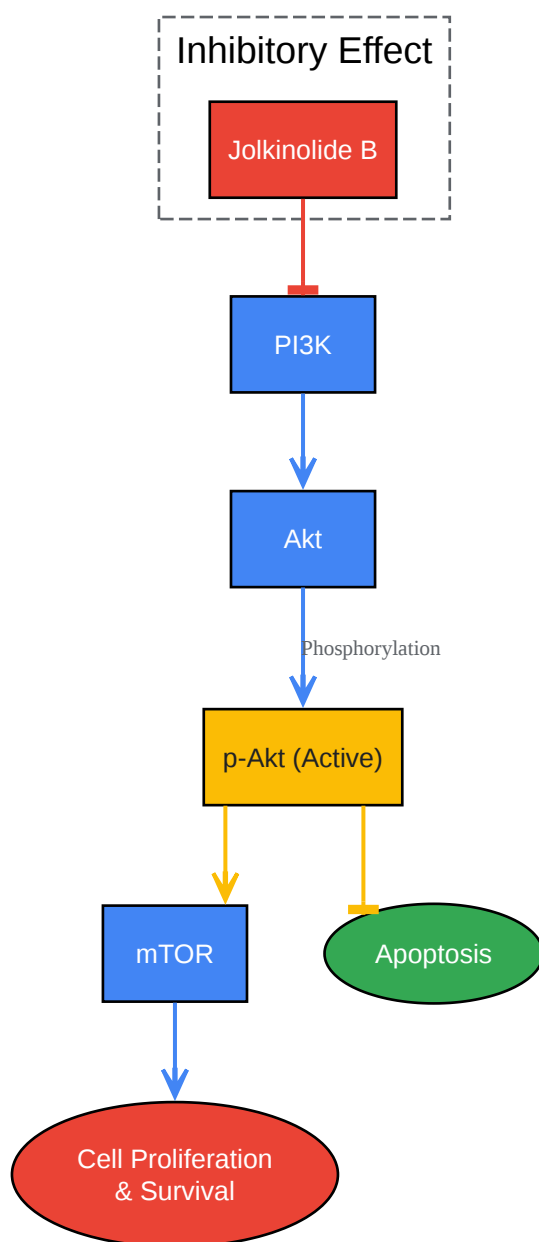 Inhibitory Effect
Jolkinolide B
PI3K
Akt
Phosphorylation
p-Akt (Active)
mTOR
Apoptosis
Cell Proliferation
& Survival